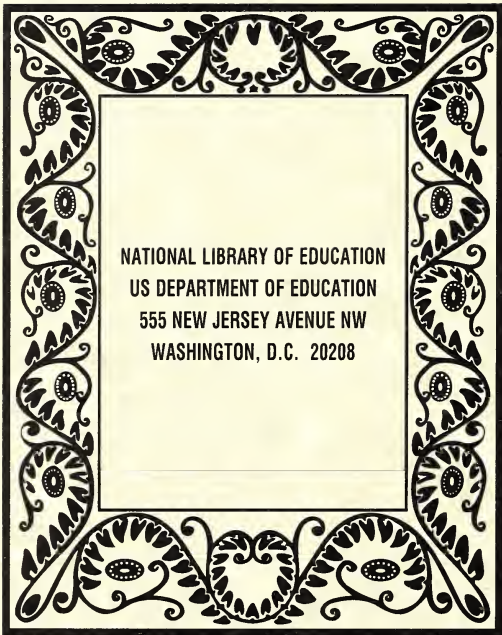 NATIONAL LIBRARY OF EDUCATION
US DEPARTMENT OF EDUCATION
555 NEW JERSEY AVENUE NW
WASHINGTON, D.C. 20208